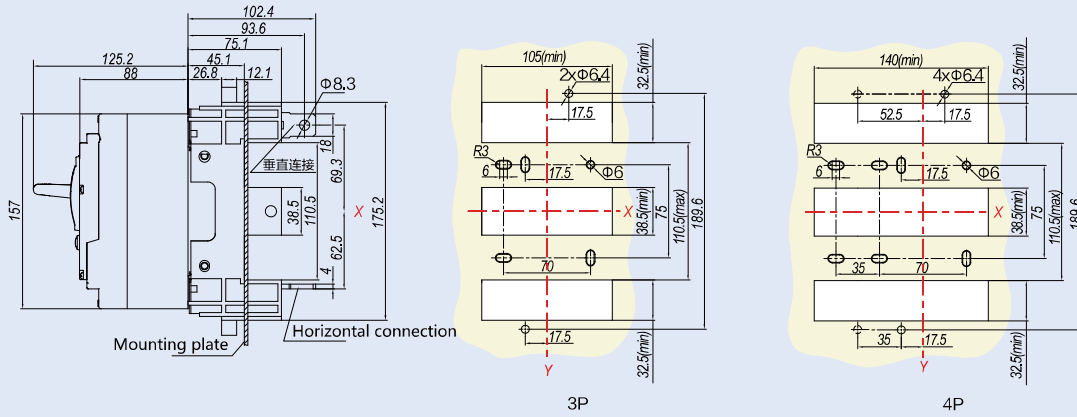 102.4
93.6
75.1
45.1
26.8
12.1
125.2
88
Φ8.3
157
18
垂直连接
69.3
38.5
110.5
X
175.2
62.5
4
Mounting plate
Horizontal connection
105(min)
2xΦ6.4
32.5(min)
17.5
R3
6
17.5
Φ6
75
38.5(min)
110.5(max)
189.6
X
70
17.5
32.5(min)
Y
3P
140(min)
4xΦ6.4
32.5(min)
52.5
17.5
R3
6
17.5
Φ6
75
38.5(min)
110.5(max)
189.6
X
35
70
35
17.5
32.5(min)
Y
4P